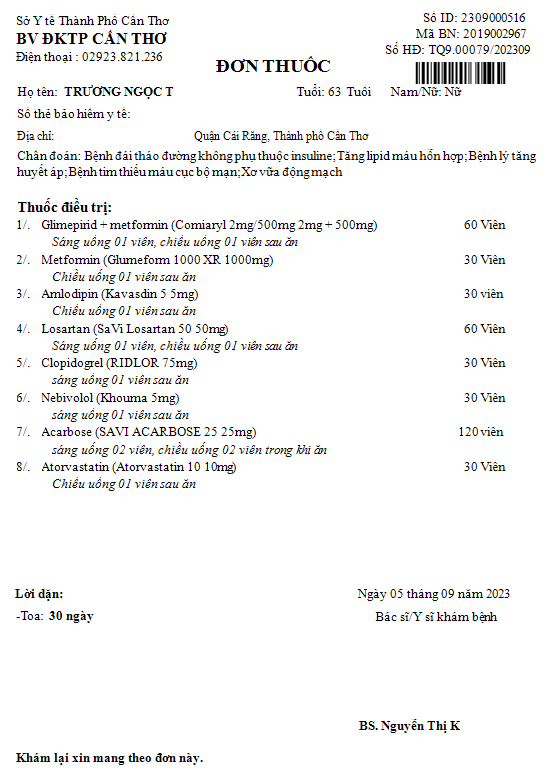 Sở Y tế Thành Phố Cần Thơ
BV ĐKTP CẦN THƠ
Điện thoại : 02923.821.236
Số ID: 2309000516
Mã BN: 2019002967
Số HĐ: TQ9.00079/202309
ĐƠN THUỐC
Họ tên: TRƯƠNG NGỌC T Tuổi: 63 Tuổi Nam/Nữ: Nữ
Số thẻ bảo hiểm y tế:
Địa chỉ: Quận Cái Răng, Thành phố Cần Thơ
Chẩn đoán: Bệnh đái tháo đường không phụ thuộc insuline;Tăng lipid máu hỗn hợp;Bệnh lý tăng
huyết áp;Bệnh tim thiếu máu cục bộ mạn;Xơ vữa động mạch
Thuốc điều trị:
1/. Glimepirid + metformin (Comiaryl 2mg/500mg 2mg + 500mg) 60 Viên
Sáng uống 01 viên, chiều uống 01 viên sau ăn
2/. Metformin (Glumeform 1000 XR 1000mg) 30 Viên
Chiều uống 01 viên sau ăn
3/. Amlodipin (Kavasdin 5 5mg) 30 viên
Chiều uống 01 viên sau ăn
4/. Losartan (SaVi Losartan 50 50mg) 60 Viên
Sáng uống 01 viên, chiều uống 01 viên sau ăn
5/. Clopidogrel (RIDLOR 75mg) 30 Viên
sáng uống 01 viên sau ăn
6/. Nebivolol (Khouma 5mg) 30 Viên
sáng uống 01 viên sau ăn
7/. Acarbose (SAVI ACARBOSE 25 25mg) 120 viên
sáng uống 02 viên, chiều uống 02 viên trong khi ăn
8/. Atorvastatin (Atorvastatin 10 10mg) 30 Viên
Chiều uống 01 viên sau ăn
Lời dặn:
Ngày 05 tháng 09 năm 2023
-Toa: 30 ngày
Bác sĩ/Y sĩ khám bệnh
BS. Nguyễn Thị K
Khám lại xin mang theo đơn này.